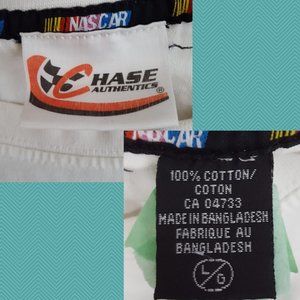 NASCAR
CHASE
AUTHENTICS®
NASCAR
100% COTTON/
COTON
CA 04733
MADE IN BANGLADESH
FABRIQUE AU
BANGLADESH
L/G